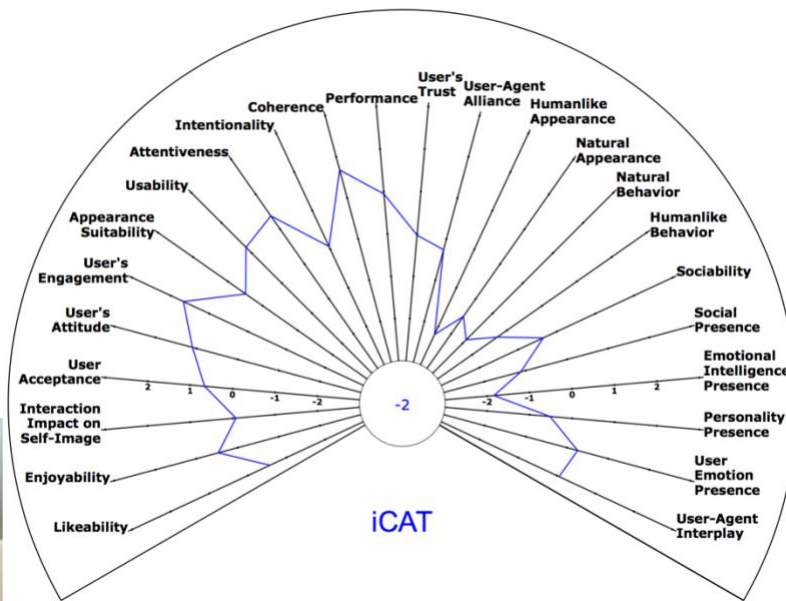 User's
Trust
User-Agent
Alliance
Performance
Coherence
Humanlike
Appearance
Intentionality
Natural
Appearance
Attentiveness
Natural
Behavior
Usability
Humanlike
Behavior
Appearance
Suitability
User's
Engagement
Sociability
User's
Attitude
Social
Presence
User
Acceptance
2 1 0 -1 -2
-2
-2 -1 0 1 2
Emotional
Intelligence
Presence
Interaction
Impact on
Self-Image
Personality
Presence
Enjoyability
User
Emotion
Presence
Likeability
User-Agent
Interplay
iCAT